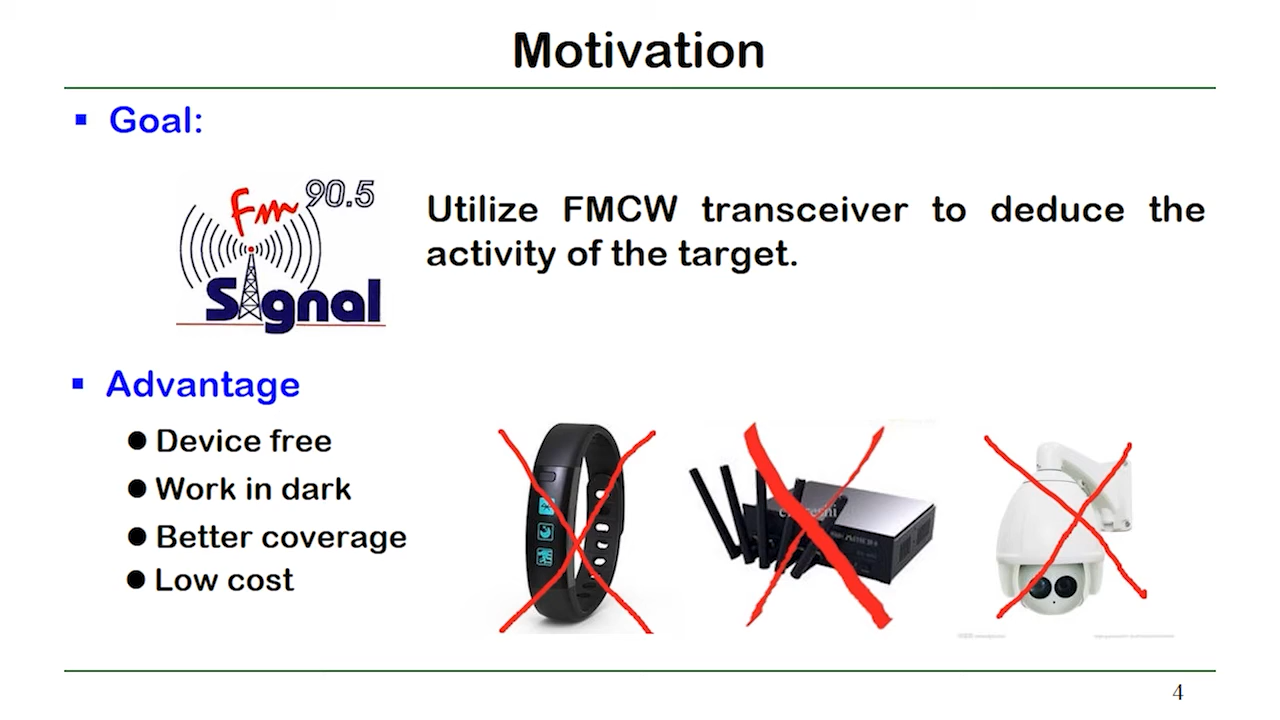 Motivation
Goal:
Fm 90.5
Signal
Utilize FMCW transceiver to deduce the
activity of the target.
Advantage
Device free
Work in dark
Better coverage
Low cost
4